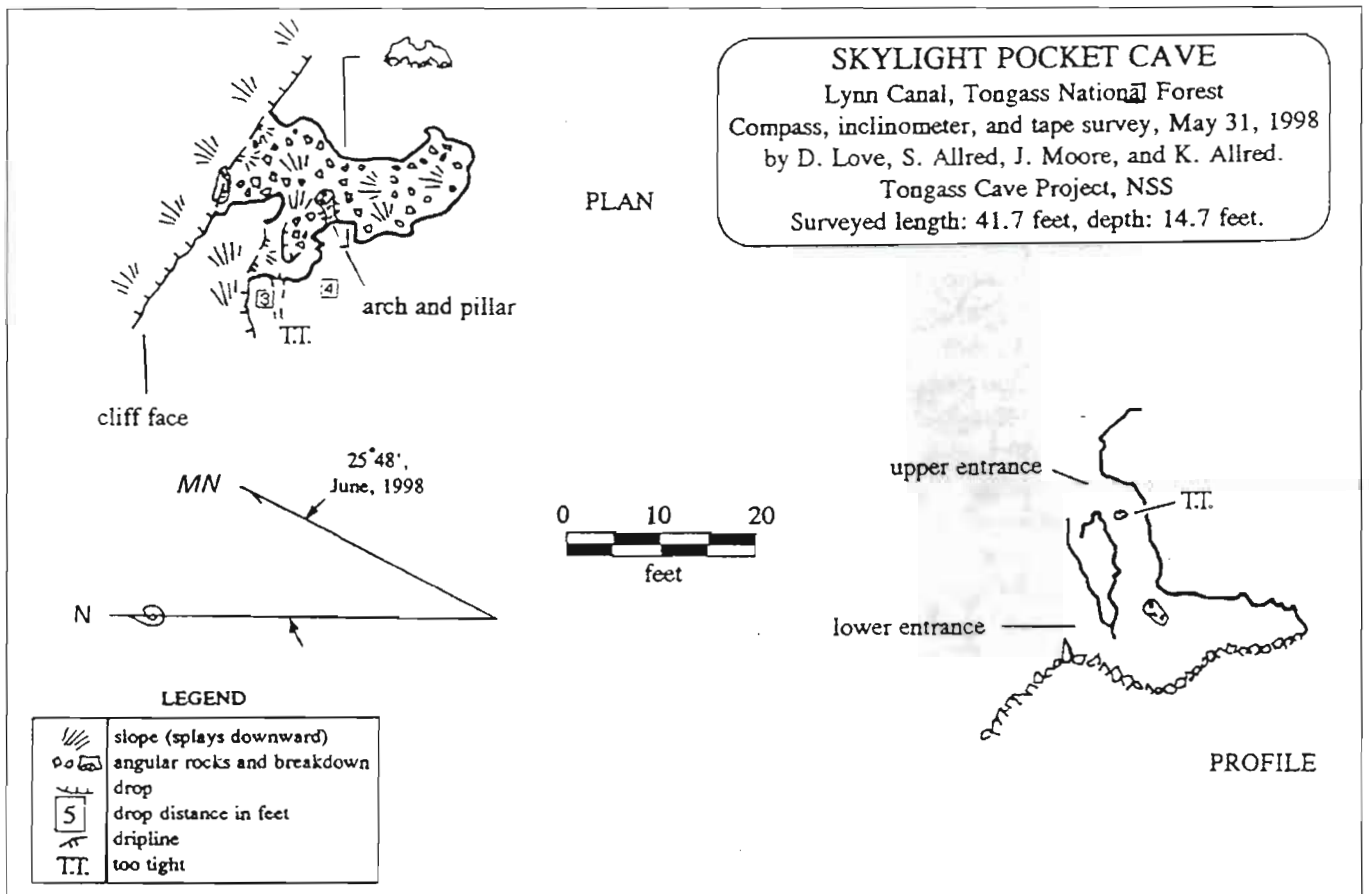 SKYLIGHT POCKET CAVE
Lynn Canal, Tongass National Forest
Compass, inclinometer, and tape survey, May 31, 1998
by D. Love, S. Allred, J. Moore, and K. Allred.
Tongass Cave Project, NSS
Surveyed length: 41.7 feet, depth: 14.7 feet.
PLAN
3
4
arch and pillar
T.T.
cliff face
25°48',
June, 1998
MN
N
0 10 20
feet
upper entrance
T.T.
lower entrance
PROFILE
LEGEND
slope (splays downward)
angular rocks and breakdown
drop
5 drop distance in feet
dripline
T.T. too tight